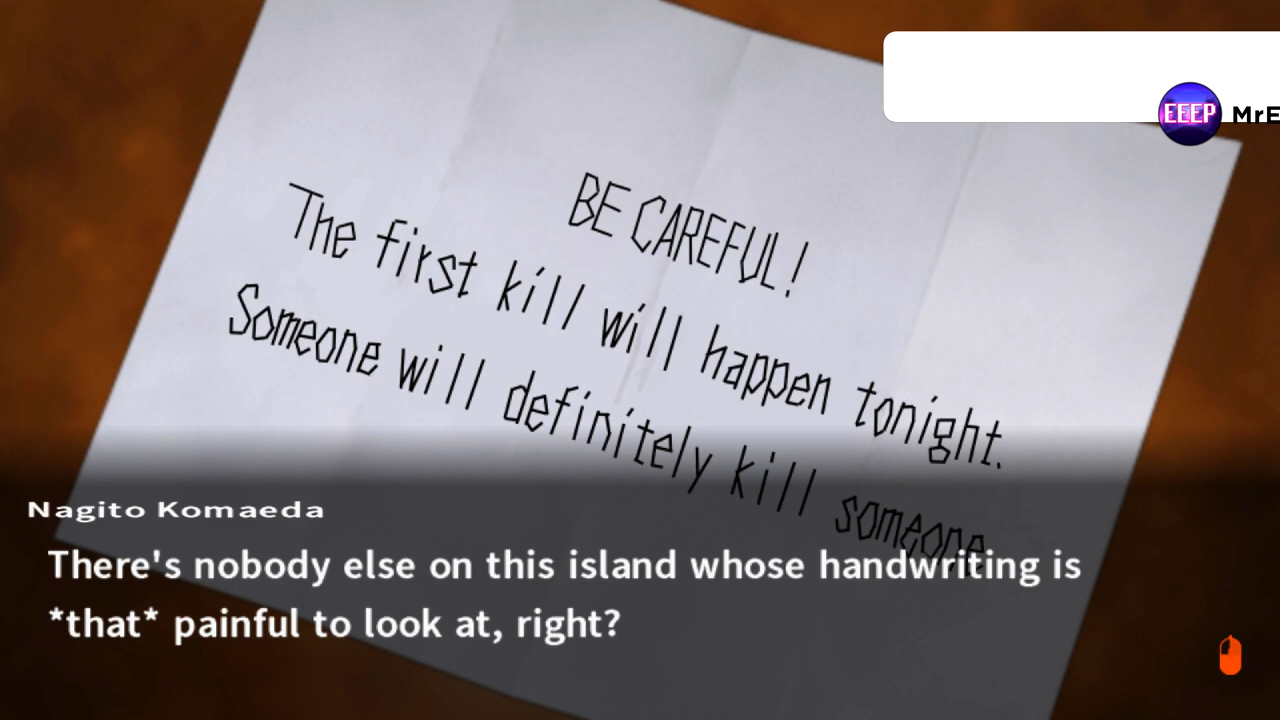 EEEP MrE
BE CAREFUL!
The first kill will happen tonight.
Someone will definitely kill someone
Nagito Komaeda
There's nobody else on this island whose handwriting is
*that* painful to look at, right?